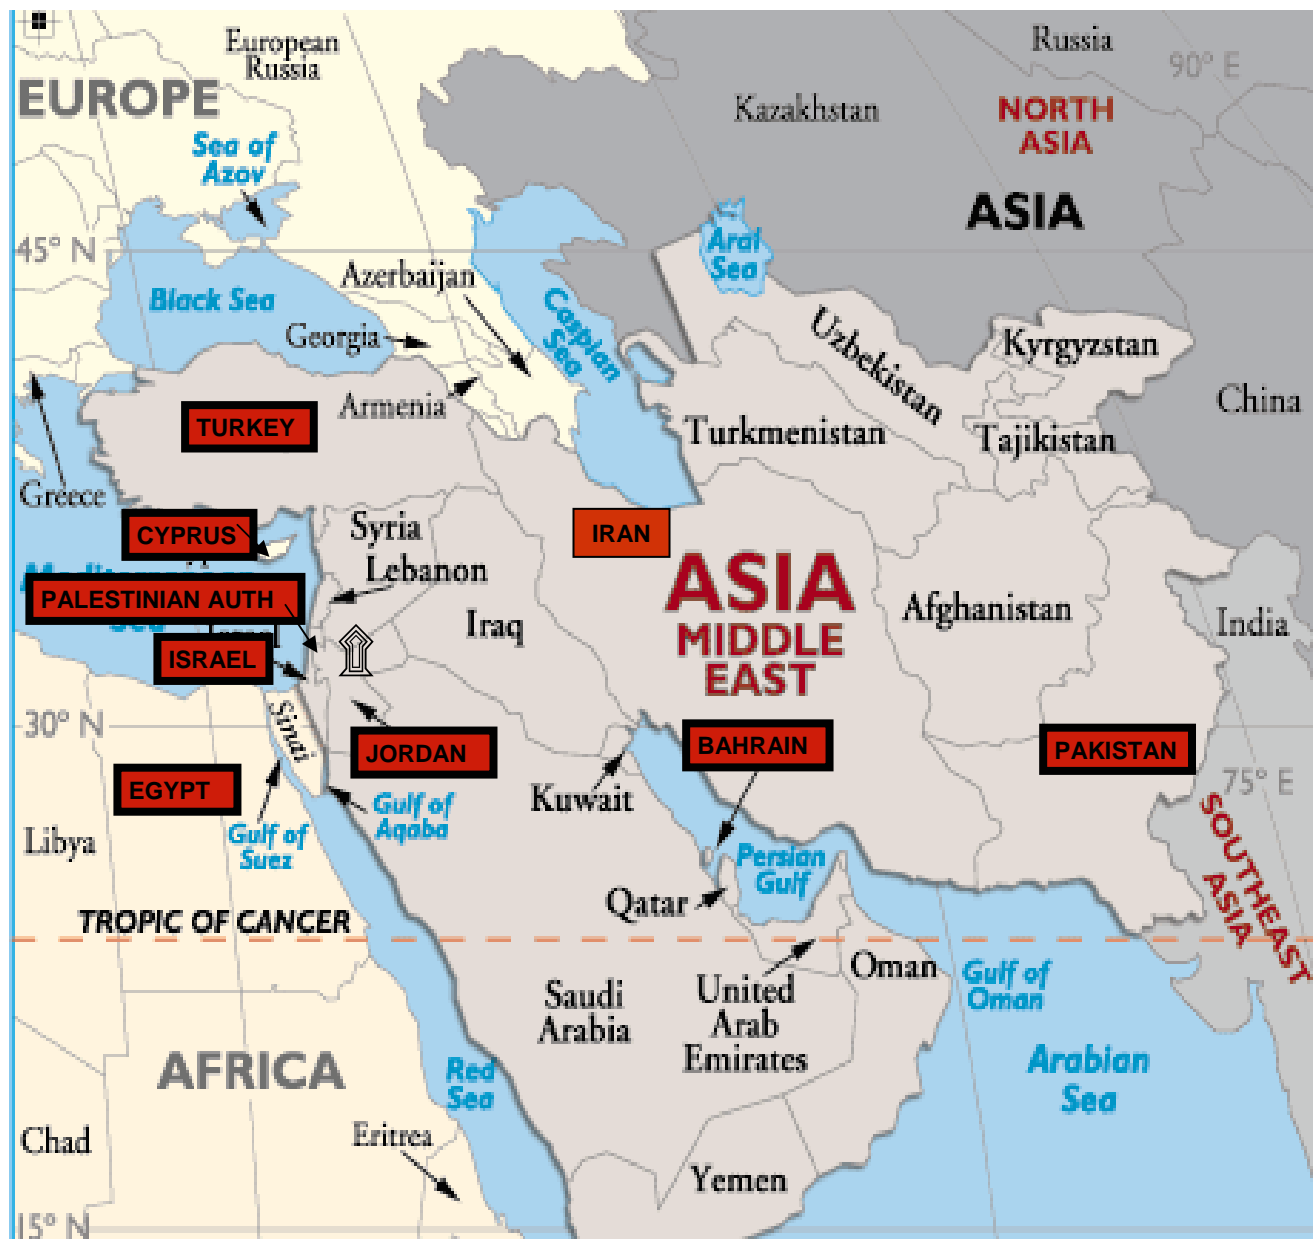 European
Russia
Russia
90° E
EUROPE
Kazakhstan
NORTH
ASIA
Sea of
Azov
ASIA
45° N
Aral
Sea
Azerbaijan
Black Sea
Caspian
Sea
Georgia
Uzbekistan
Kyrgyzstan
Armenia
China
TURKEY
Turkmenistan
Tajikistan
Greece
CYPRUS
Syria
IRAN
Lebanon
ASIA
MIDDLE
EAST
PALESTINIAN AUTH
Iraq
Afghanistan
India
ISRAEL
Sinai
30° N
JORDAN
BAHRAIN
PAKISTAN
EGYPT
Kuwait
75° E
Gulf of
Aqaba
Libya
Gulf of
Suez
Persian
Gulf
SOUTHEAST
ASIA
Qatar
TROPIC OF CANCER
Saudi
Arabia
United
Arab
Emirates
Oman
Gulf of
Oman
AFRICA
Red
Sea
Arabian
Sea
Chad
Eritrea
Yemen
15° N